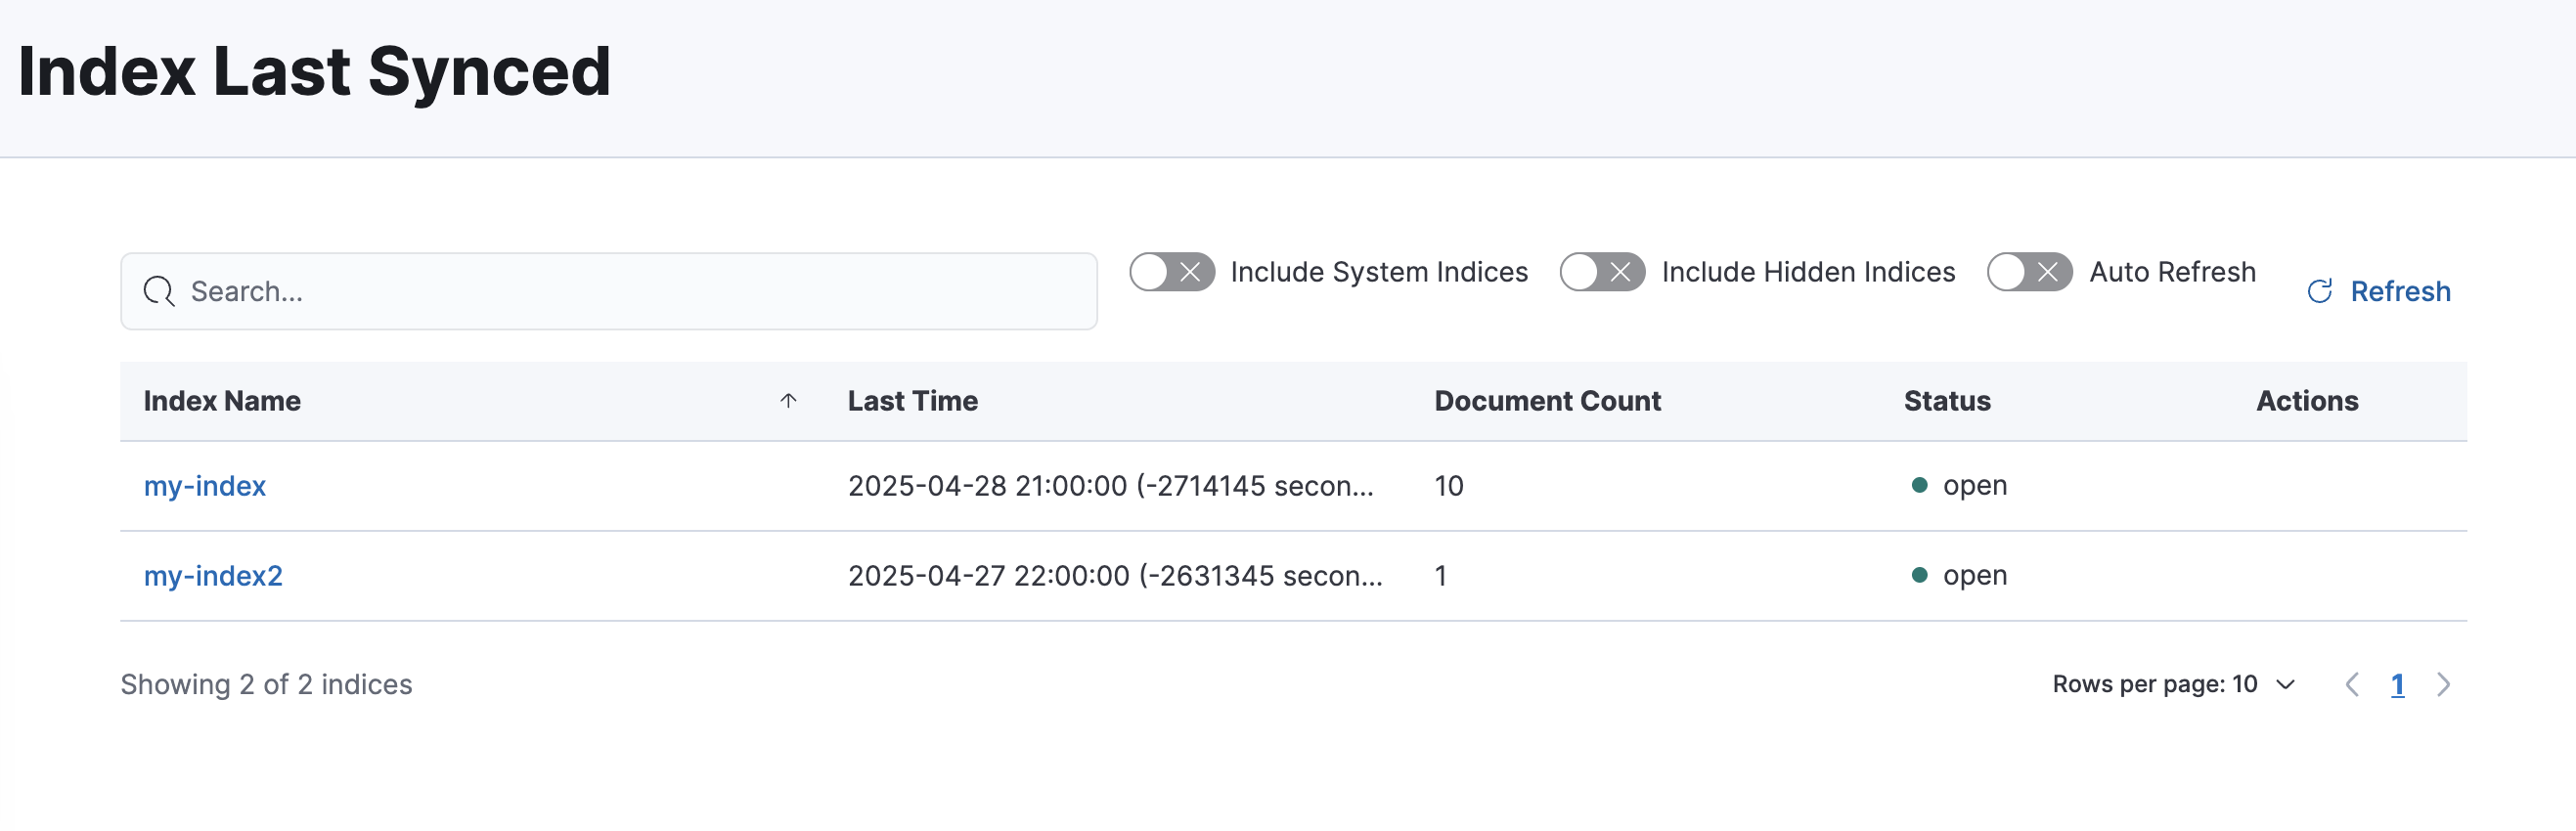 Index Last Synced
Search...
Include System Indices
Include Hidden Indices
Auto Refresh
Refresh
Index Name Last Time Document Count Status Actions
my-index 2025-04-28 21:00:00 (-2714145 secon... 10 open
my-index2 2025-04-27 22:00:00 (-2631345 secon... 1 open
Showing 2 of 2 indices
Rows per page: 10 1